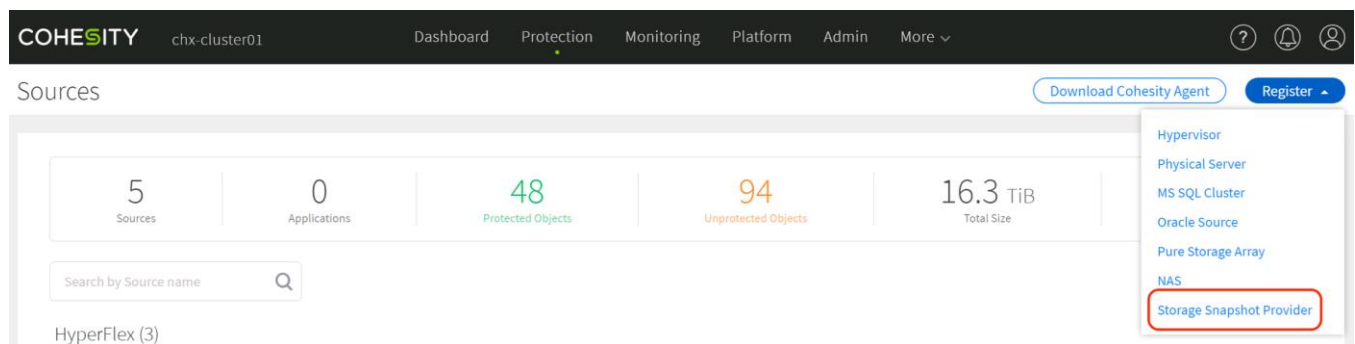 COHESITY chx-cluster01 Dashboard Protection Monitoring Platform Admin More ?
Sources Download Cohesity Agent Register
Hypervisor
Physical Server
MS SQL Cluster
Oracle Source
Pure Storage Array
NAS
Storage Snapshot Provider
5 0 48 94 16.3 TiB
Sources Applications Protected Objects Unprotected Objects Total Size
Search by Source name
HyperFlex (3)